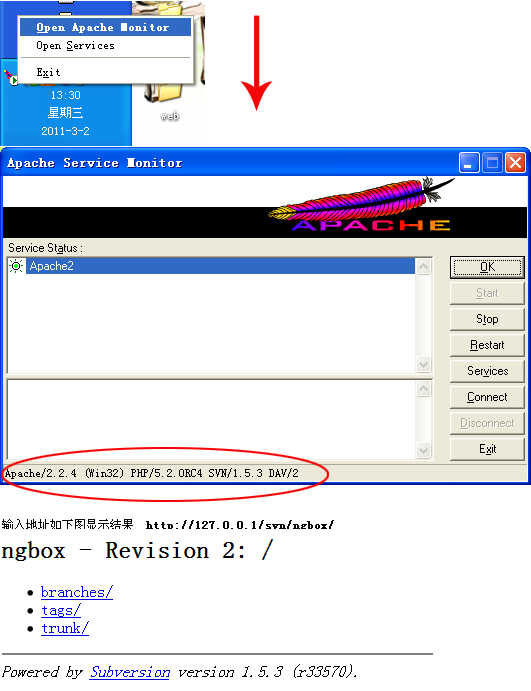 Open Apache Monitor
Open Services
Exit
13:30
星期三
2011-3-2
web
Apache Service Monitor
APACHE
Service Status :
Apache2
OK
Start
Stop
Restart
Services
Connect
Disconnect
Exit
Apache/2.2.4 (Win32) PHP/5.2.0RC4 SVN/1.5.3 DAV/2
输入地址如下图显示结果 http://127.0.0.1/svn/ngbox/
ngbox - Revision 2: /
branches/
tags/
trunk/
Powered by Subversion version 1.5.3 (r33570).